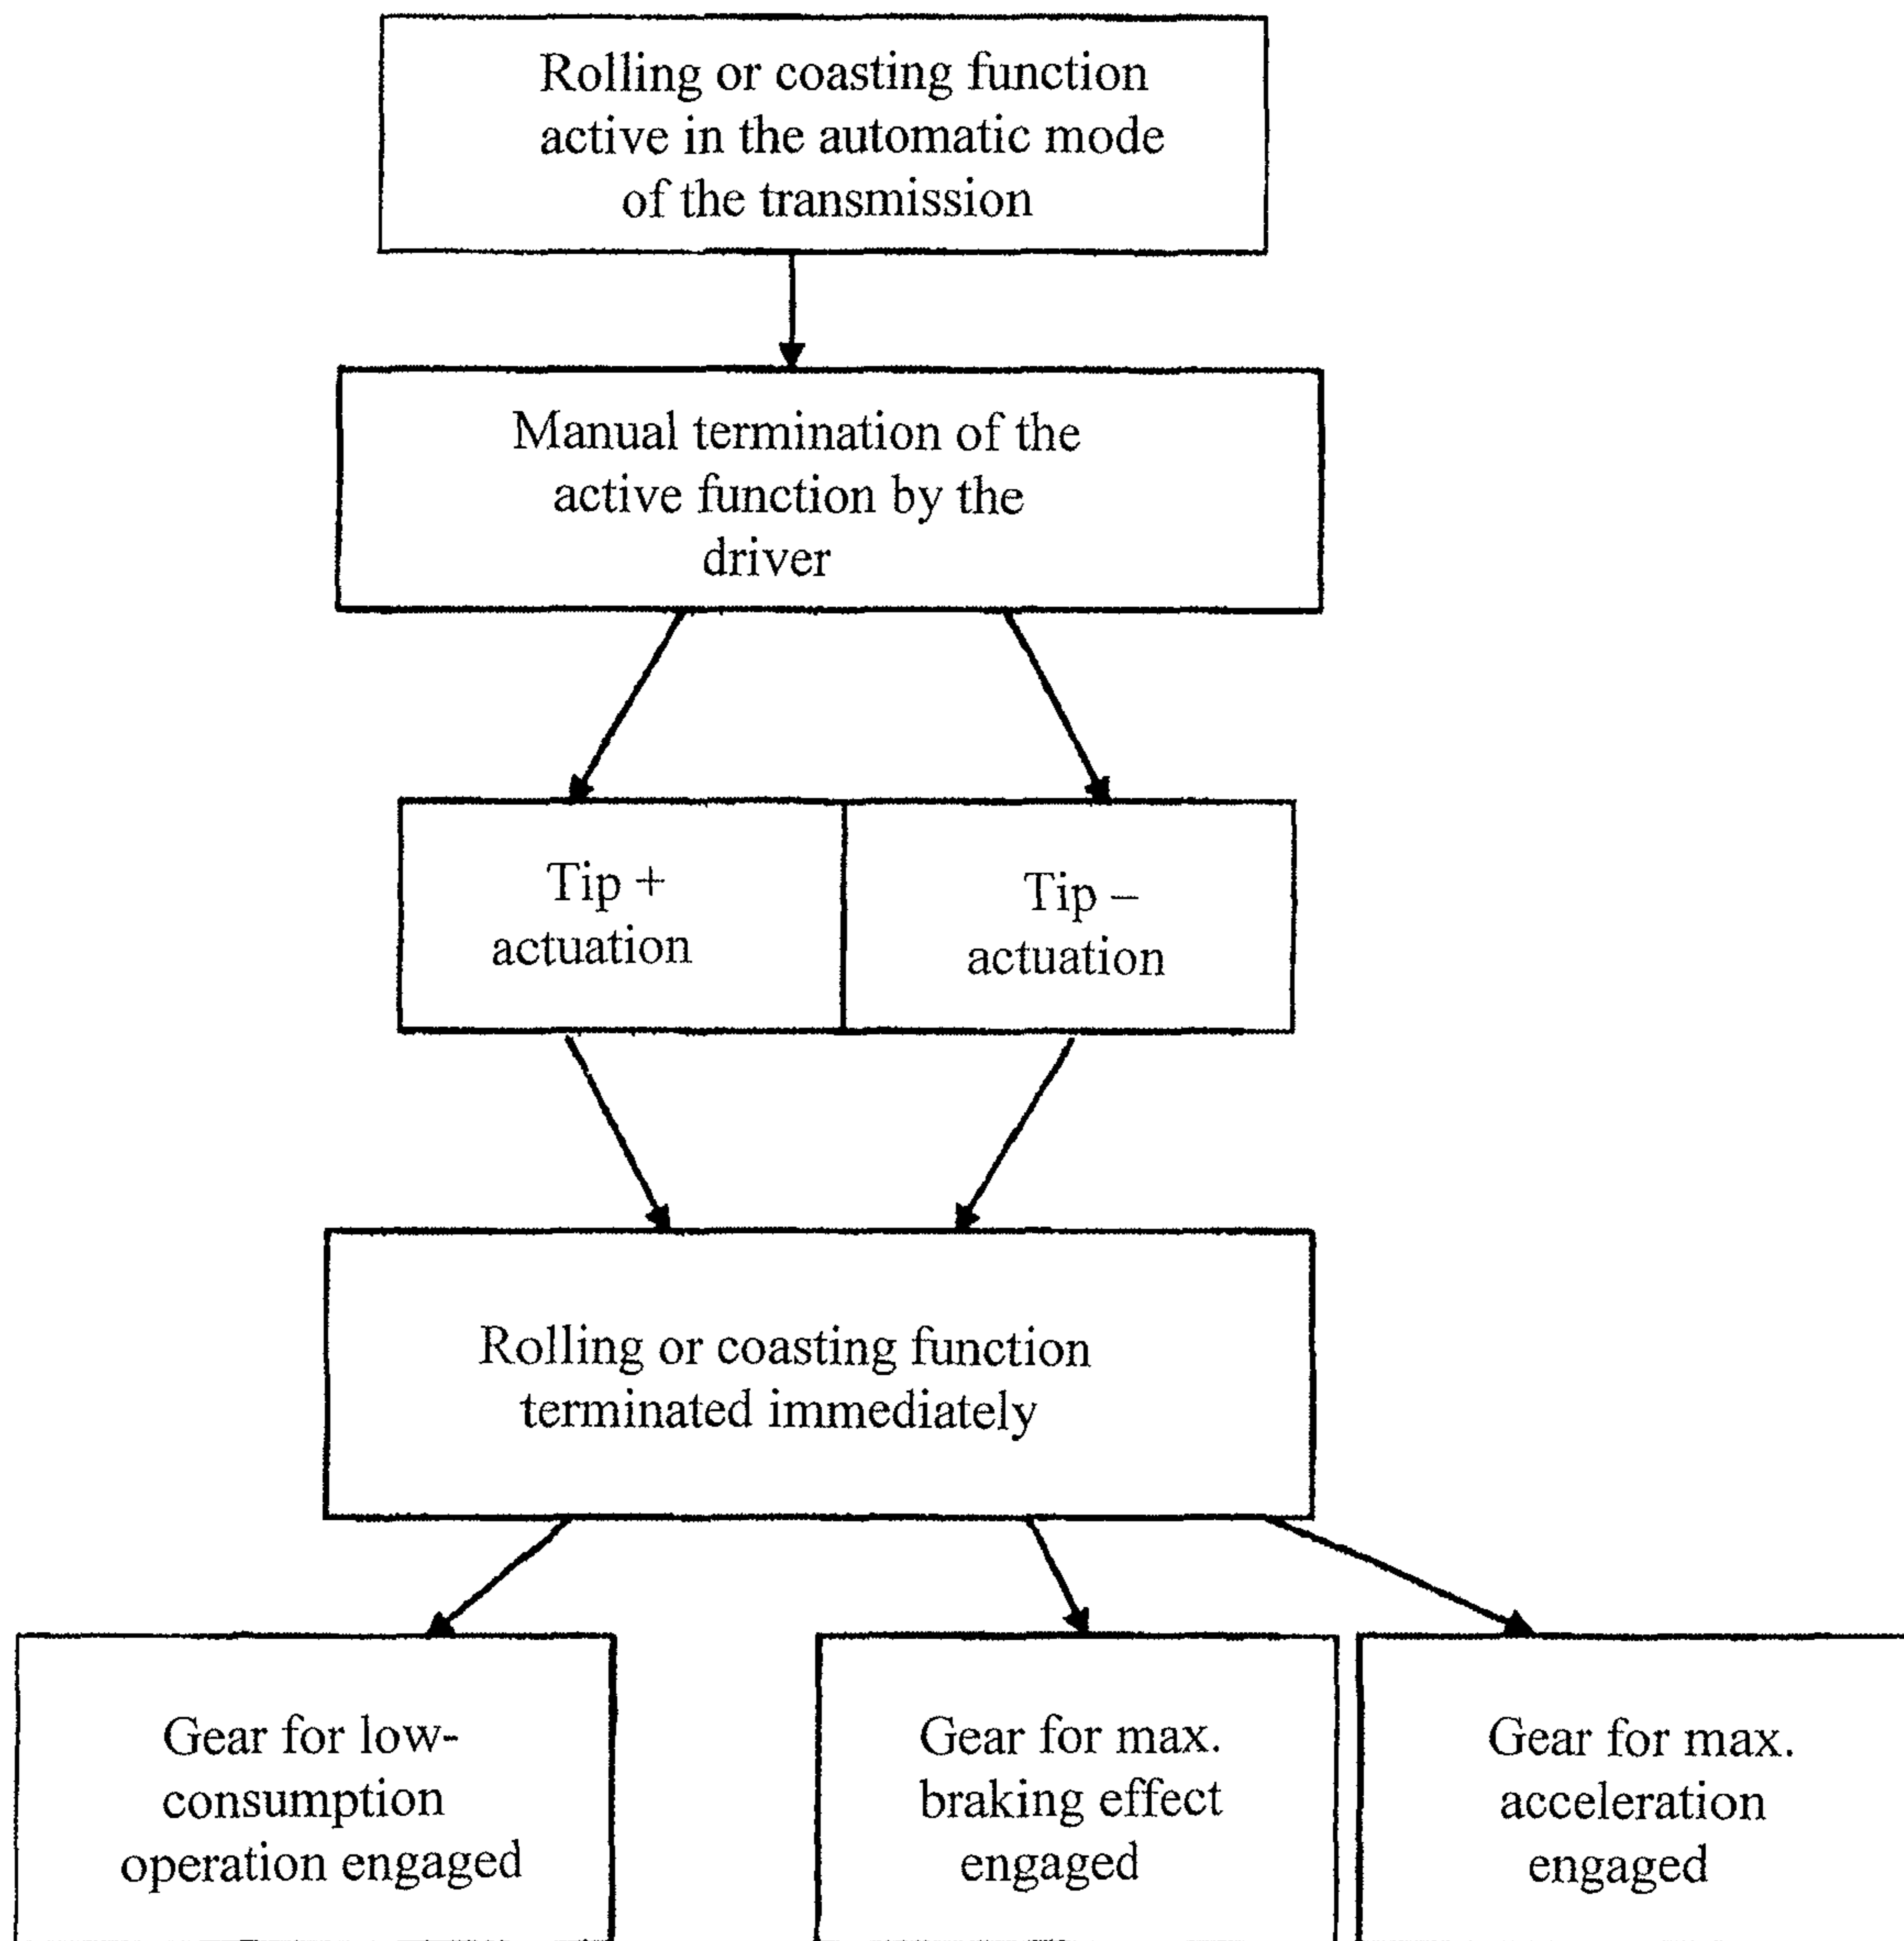 Rolling or coasting function
active in the automatic mode
of the transmission
Manual termination of the
active function by the
driver
Tip +
actuation
Tip –
actuation
Rolling or coasting function
terminated immediately
Gear for low-
consumption
operation engaged
Gear for max.
braking effect
engaged
Gear for max.
acceleration
engaged